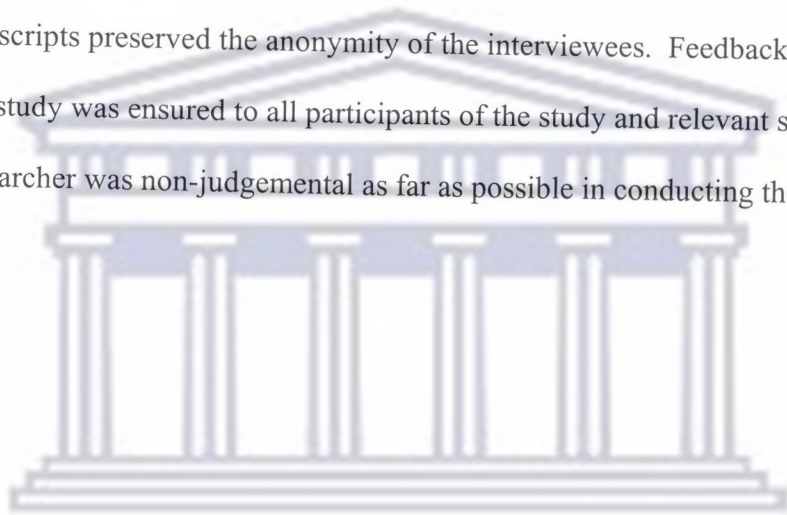 scripts preserved the anonymity of the interviewees. Feedback
study was ensured to all participants of the study and relevant s
archer was non-judgemental as far as possible in conducting the